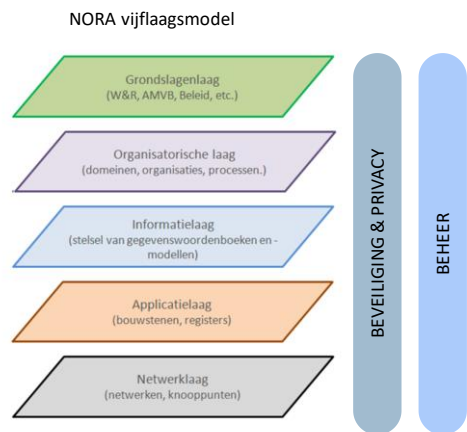 NORA vijflaagsmodel
Grondslagenlaag
(W&R, AMVB, Beleid, etc.)
Organisatorische laag
(domeinen, organisaties, processen.)
Informatielaag
(stelsel van gegevenswoordenboeken en -
modellen)
Applicatielaag
(bouwstenen, registers)
Netwerklaag
(netwerken, knooppunten)
BEVEILIGING & PRIVACY
BEHEER